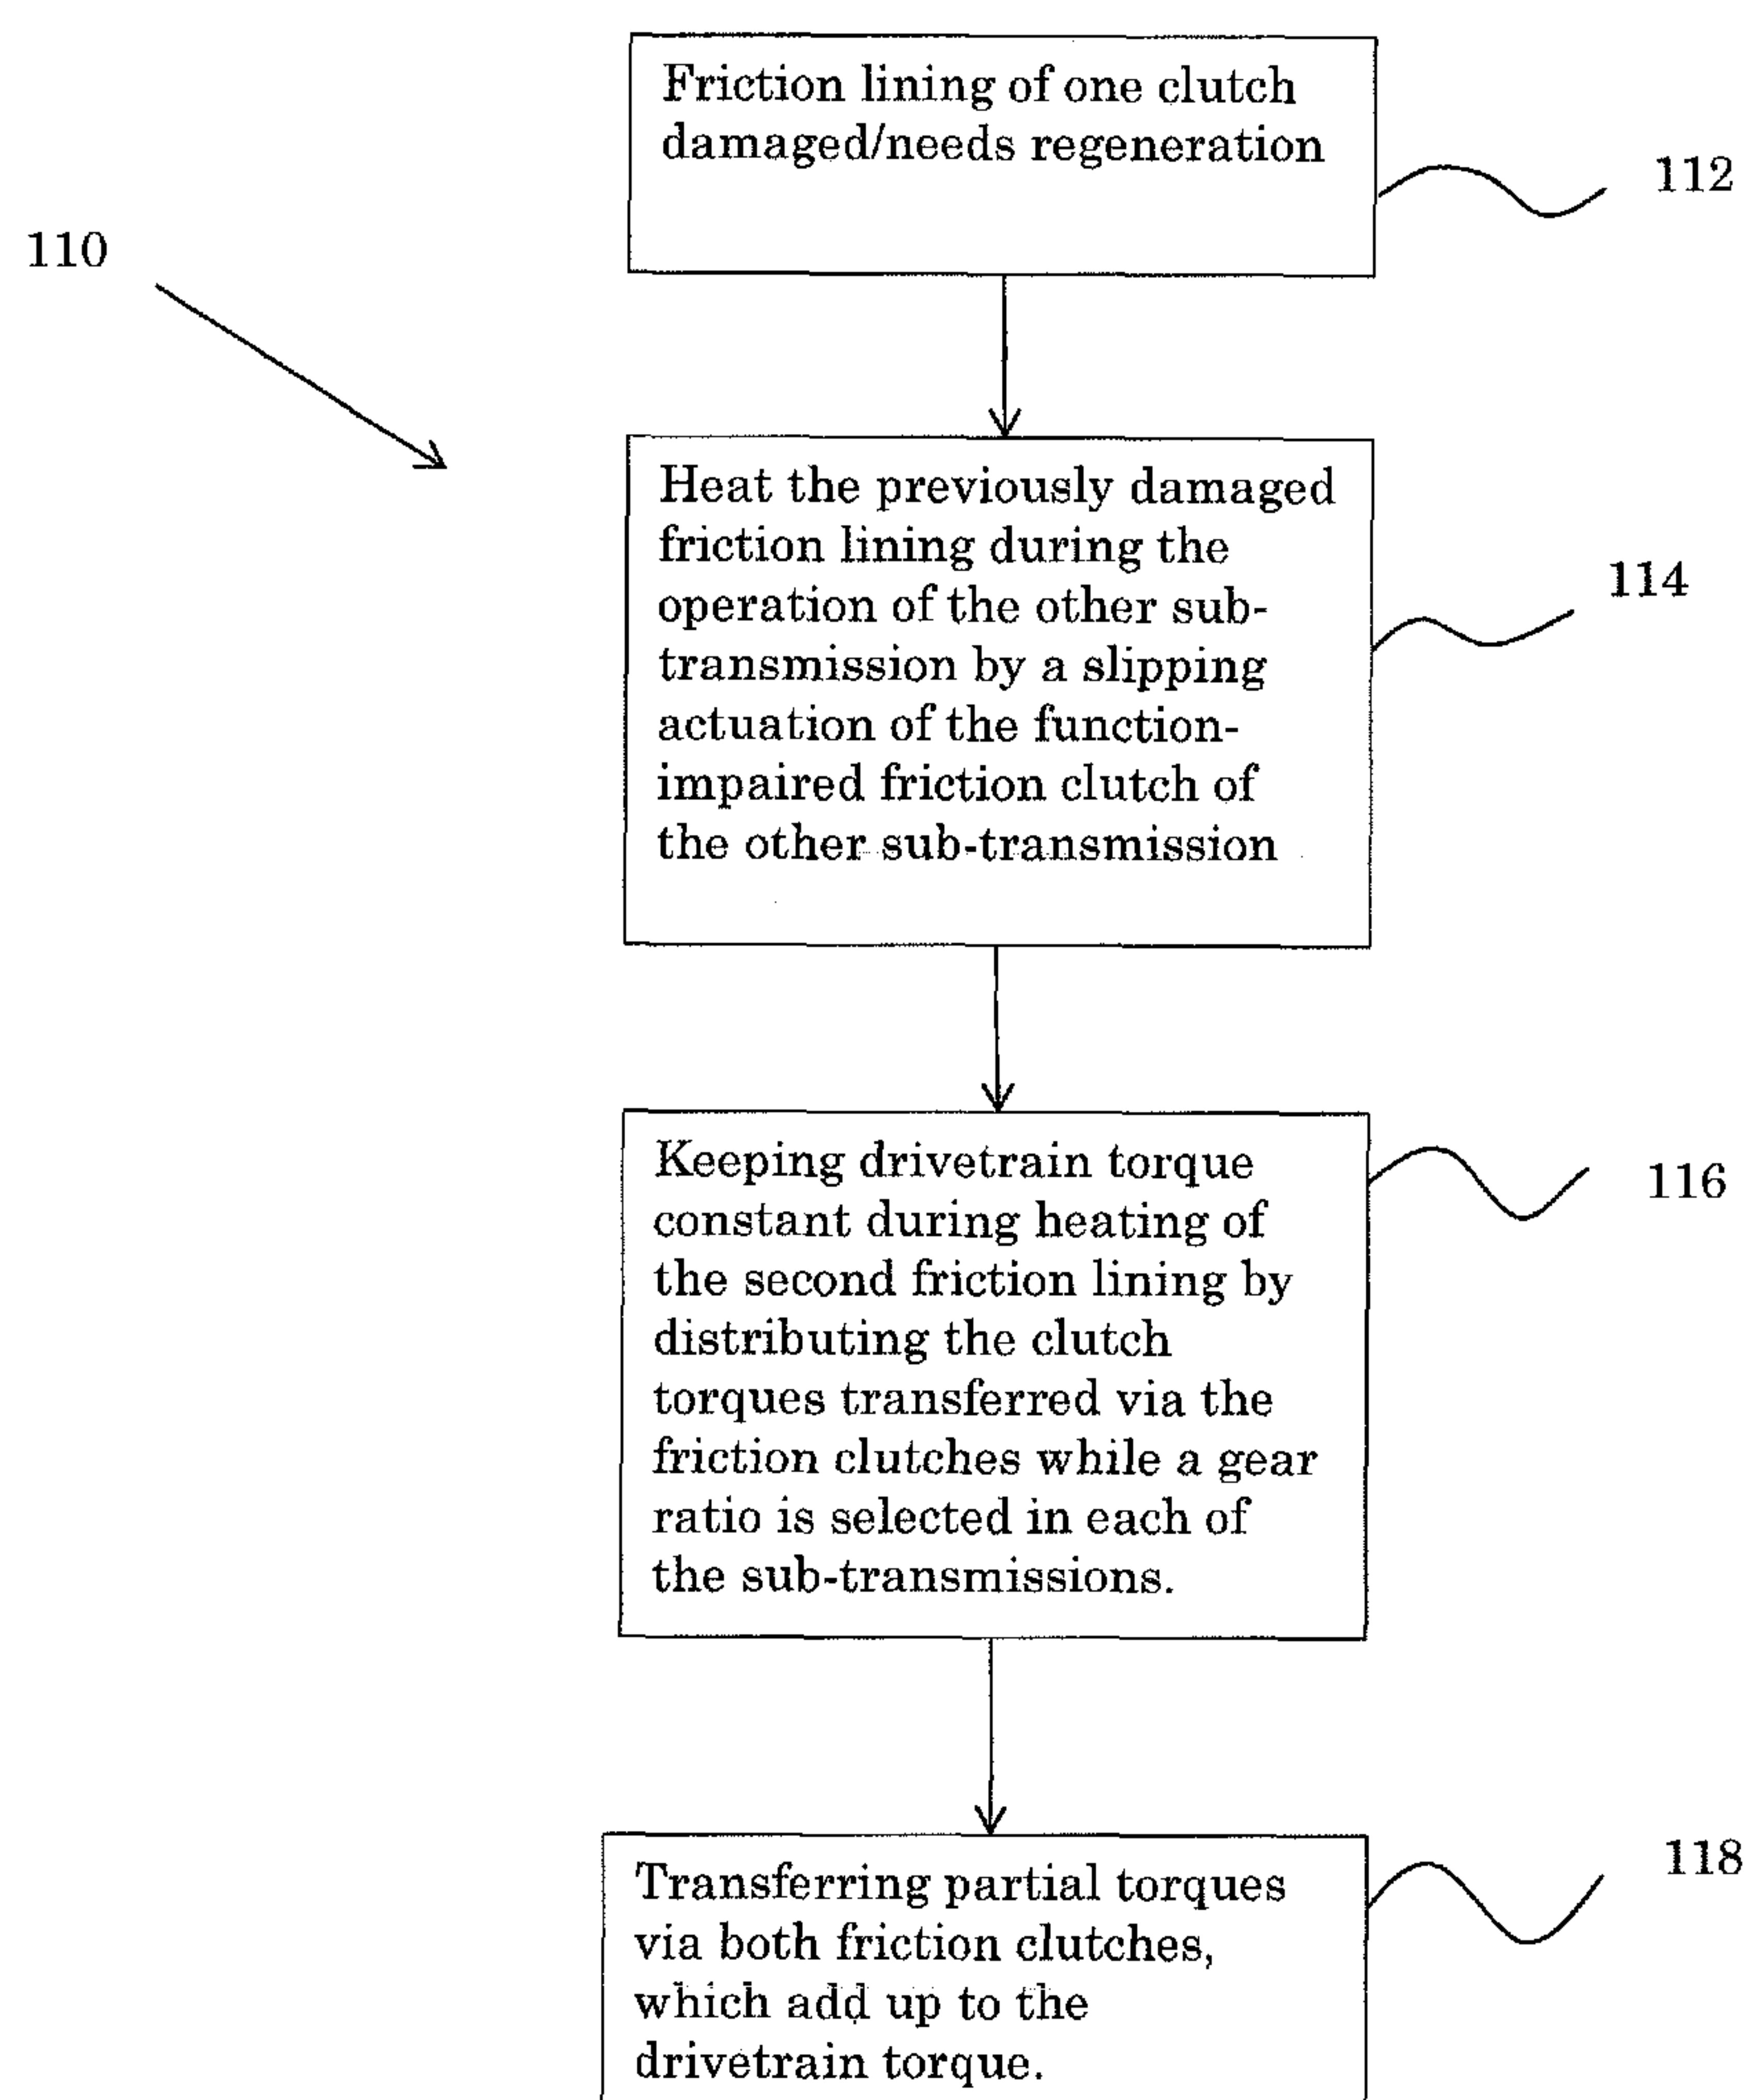 Friction lining of one clutch
damaged/needs regeneration
112
110
Heat the previously damaged
friction lining during the
operation of the other sub-
transmission by a slipping
actuation of the function-
impaired friction clutch of
the other sub-transmission
114
Keeping drivetrain torque
constant during heating of
the second friction lining by
distributing the clutch
torques transferred via the
friction clutches while a gear
ratio is selected in each of
the sub-transmissions.
116
Transferring partial torques
via both friction clutches,
which add up to the
drivetrain torque.
118